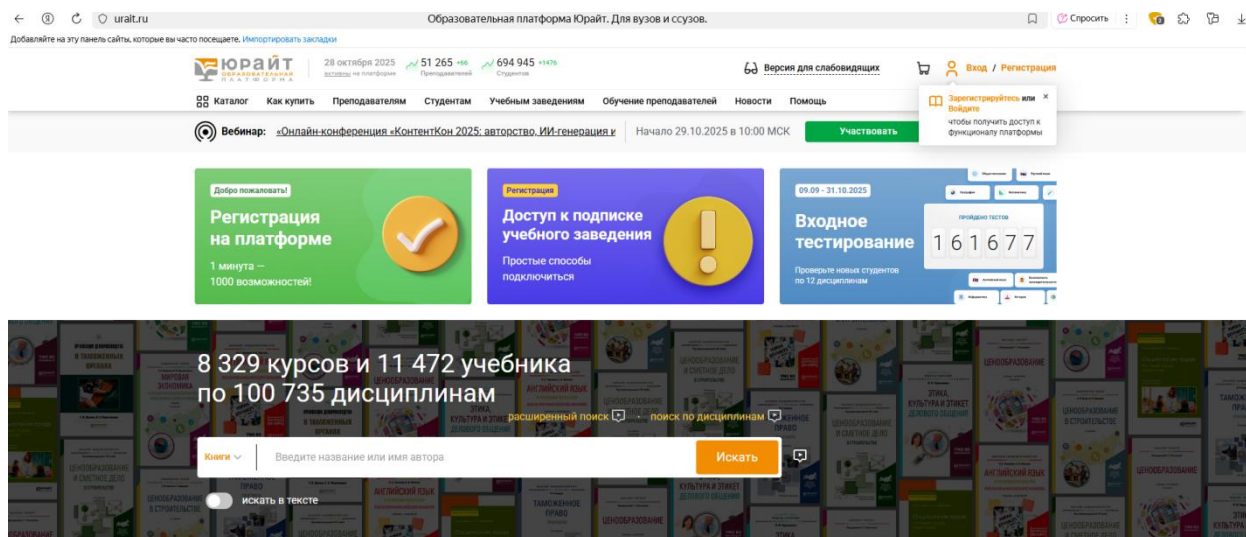 urait.ru
Образовательная платформа Юрайт. Для вузов и ссузов.
Спросить
Добавляйте на эту панель сайты, которые вы часто посещаете. Импортировать закладки
юрайт
ОБРАЗОВАТЕЛЬНАЯ
ПЛАТФОРМА
28 октября 2025
активны на платформе
51 265 +66
Преподавателей
694 945 +1476
Студентов
Версия для слабовидящих
Вход / Регистрация
Каталог Как купить Преподавателям Студентам Учебным заведениям Обучение преподавателей Новости Помощь
Зарегистрируйтесь или
Войдите
чтобы получить доступ к
функционалу платформы
Вебинар: «Онлайн-конференция «КонтентКон 2025: авторство, ИИ-генерация и
Начало 29.10.2025 в 10:00 МСК
Участвовать
Добро пожаловать!
Регистрация
на платформе
1 минута —
1000 возможностей!
Регистрация
Доступ к подписке
учебного заведения
Простые способы
подключиться
09.09 - 31.10.2025
Входное
тестирование
Проверьте новых студентов
по 12 дисциплинам
ПРОЙДЕНО ТЕСТОВ
161677
8 329 курсов и 11 472 учебника
по 100 735 дисциплинам
расширенный поиск
поиск по дисциплинам
Книги
Введите название или имя автора
Искать
искать в тексте